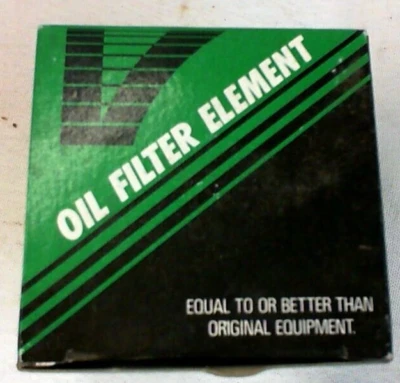 OIL FILTER ELEMENT
EQUAL TO OR BETTER THAN
ORIGINAL EQUIPMENT.